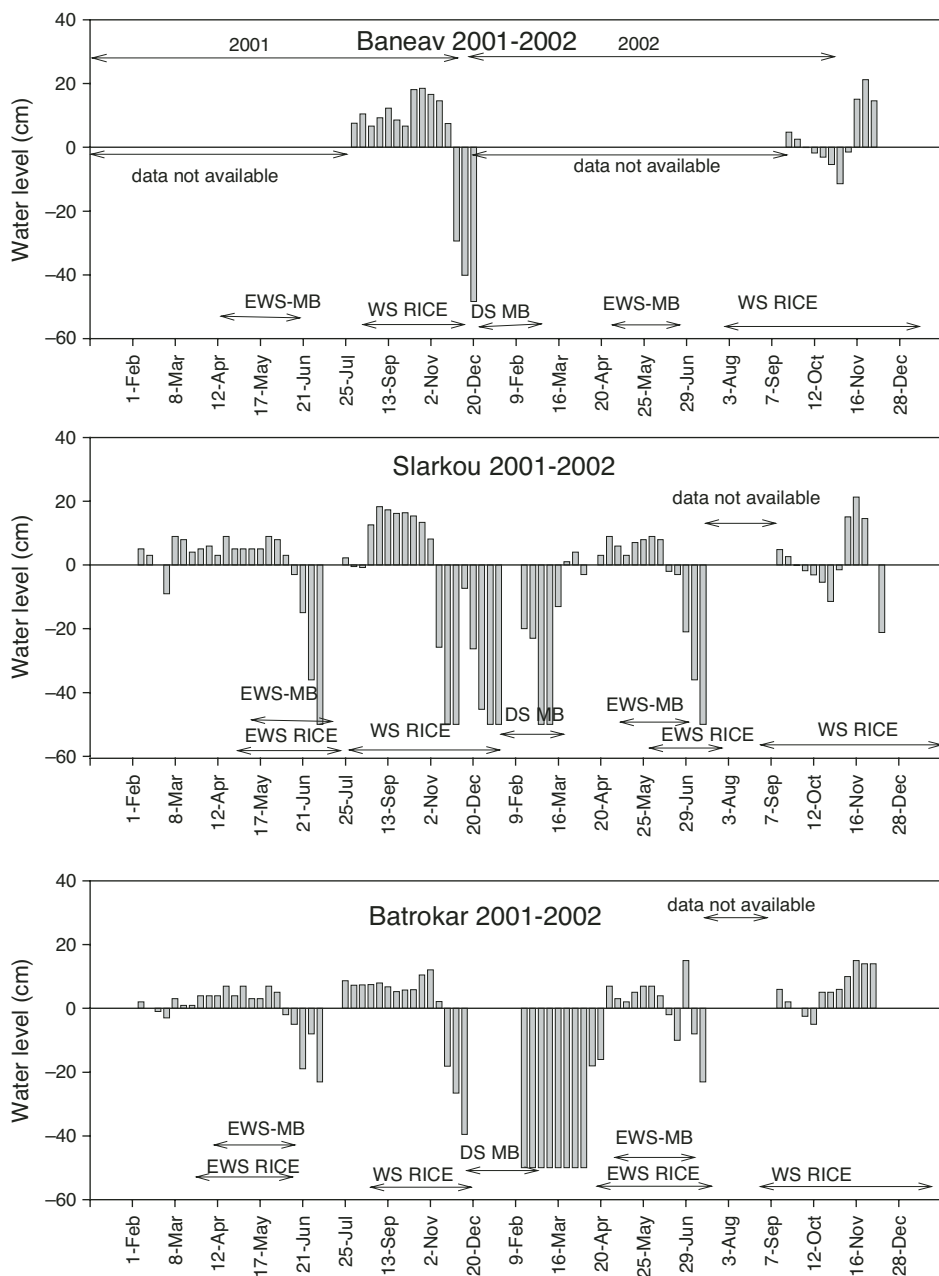 40
20
0
–20
–40
–60
Water level (cm)
Baneav 2001-2002
2001
2002
data not available
data not available
EWS-MB
WS RICE
DS MB
EWS-MB
WS RICE
1-Feb
8-Mar
12-Apr
17-May
21-Jun
25-Jul
13-Sep
2-Nov
20-Dec
9-Feb
16-Mar
20-Apr
25-May
29-Jun
3-Aug
7-Sep
12-Oct
16-Nov
28-Dec
40
20
0
–20
–40
–60
Water level (cm)
Slarkou 2001-2002
data not available
EWS-MB
EWS RICE
WS RICE
DS MB
EWS-MB
EWS RICE
WS RICE
1-Feb
8-Mar
12-Apr
17-May
21-Jun
25-Jul
13-Sep
2-Nov
20-Dec
9-Feb
16-Mar
20-Apr
25-May
29-Jun
3-Aug
7-Sep
12-Oct
16-Nov
28-Dec
40
20
0
–20
–40
–60
Water level (cm)
Batrokar 2001-2002
data not available
EWS-MB
EWS RICE
WS RICE
DS MB
EWS-MB
EWS RICE
WS RICE
1-Feb
8-Mar
12-Apr
17-May
21-Jun
25-Jul
13-Sep
2-Nov
20-Dec
9-Feb
16-Mar
20-Apr
25-May
29-Jun
3-Aug
7-Sep
12-Oct
16-Nov
28-Dec